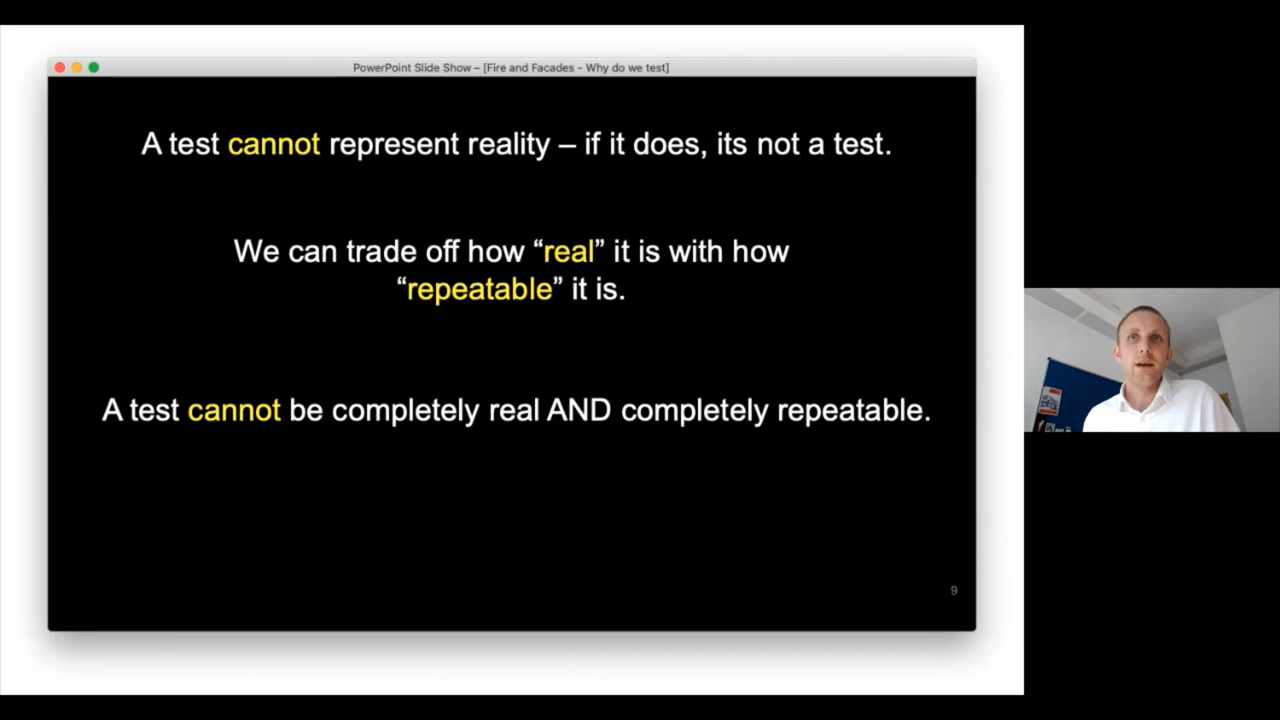 PowerPoint Slide Show – [Fire and Facades - Why do we test]
A test cannot represent reality – if it does, its not a test.
We can trade off how “real” it is with how
“repeatable” it is.
A test cannot be completely real AND completely repeatable.
9